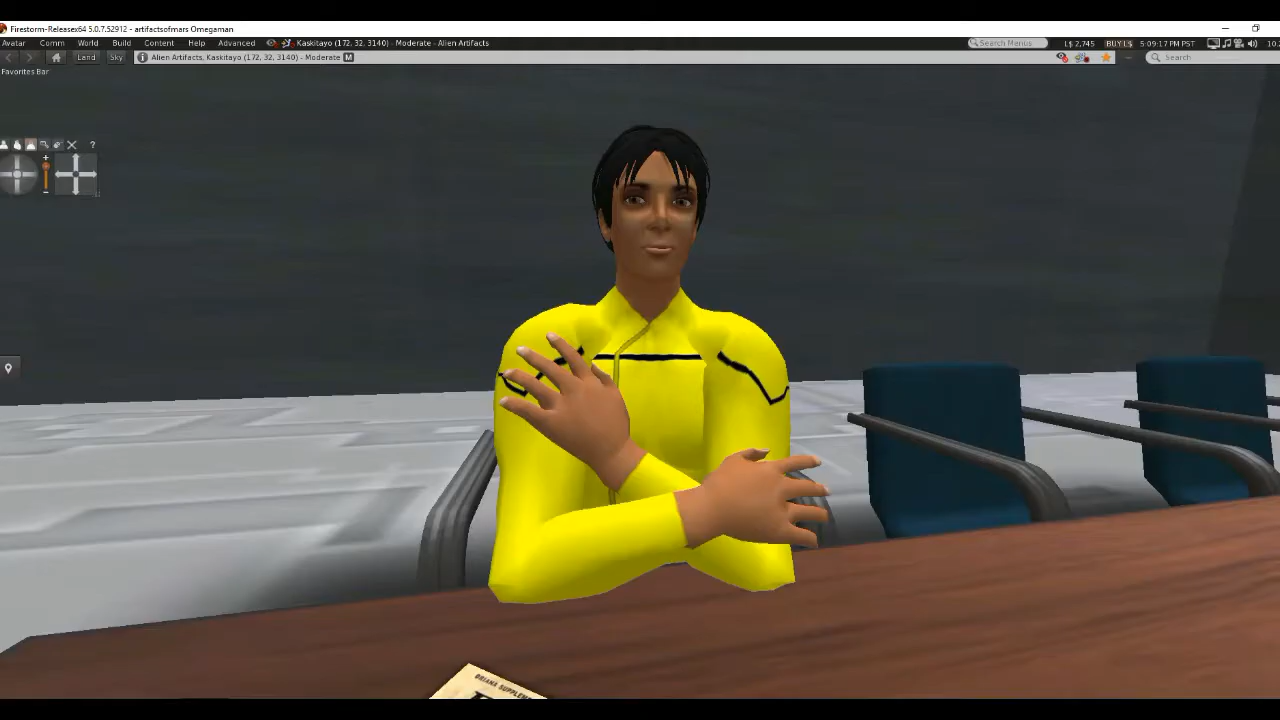 Firestorm-Releasex64 5.0.7.52912 - artifactsofmars Omegaman
Avatar Comm World Build Content Help Advanced Kaskitayo (172, 32, 3140) - Moderate - Alien Artifacts Search Menus L$ 2,745 BUY L$ 5:09:17 PM PST 10.
Land Sky Alien Artifacts, Kaskitayo (172, 32, 3140) - Moderate M Search
Favorites Bar
?
BRIANA